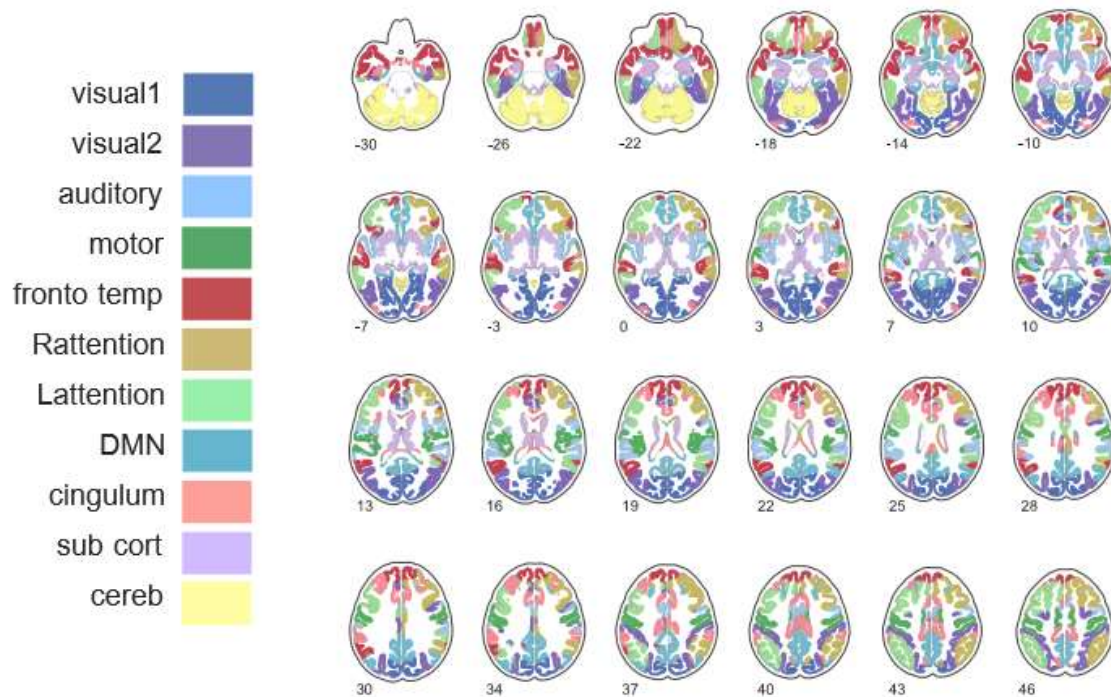 visual1
visual2
auditory
motor
fronto temp
Rattention
Lattention
DMN
cingulum
sub cort
cereb
-30 -26 -22 -18 -14 -10
-7 -3 0 3 7 10
13 16 19 22 25 28
30 34 37 40 43 46